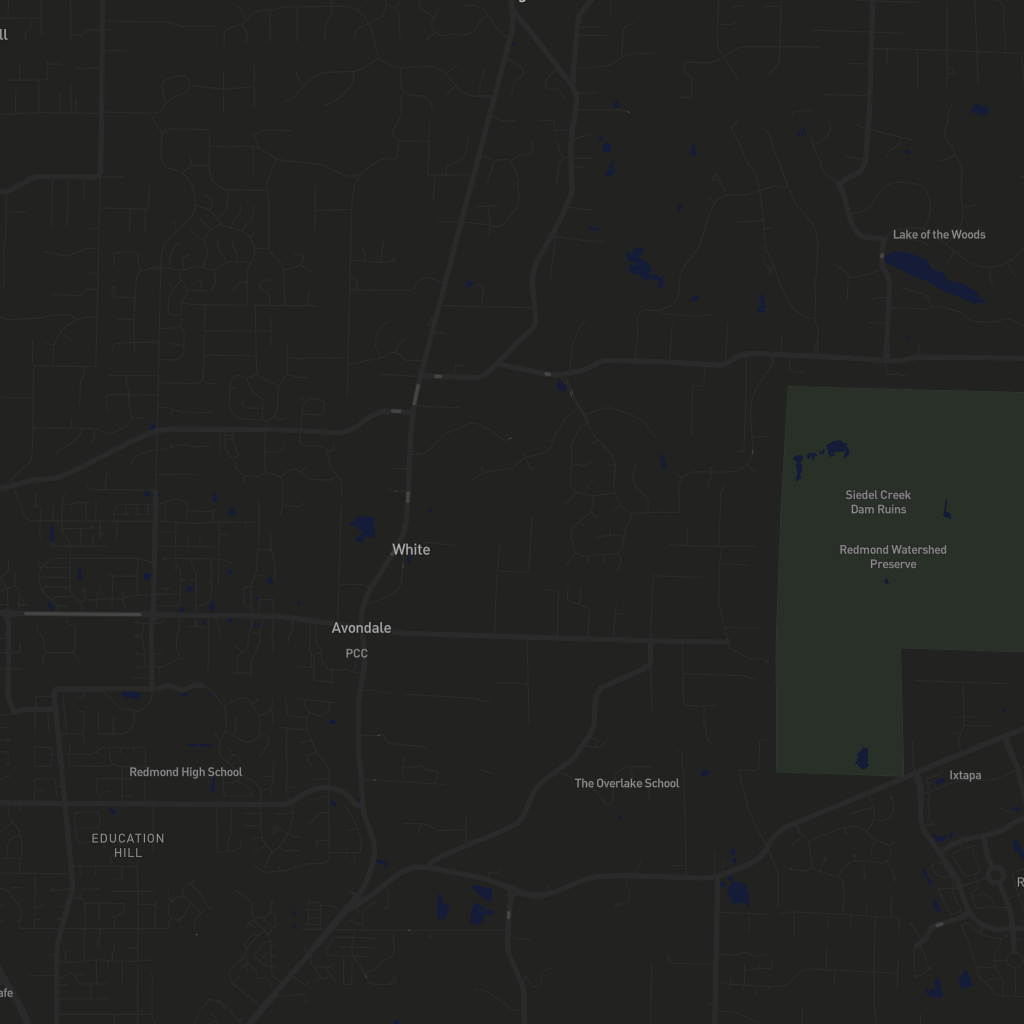 Lake of the Woods
Siedel Creek
Dam Ruins
Redmond Watershed
Preserve
White
Avondale
PCC
Redmond High School
The Overlake School
Ixtapa
EDUCATION
HILL